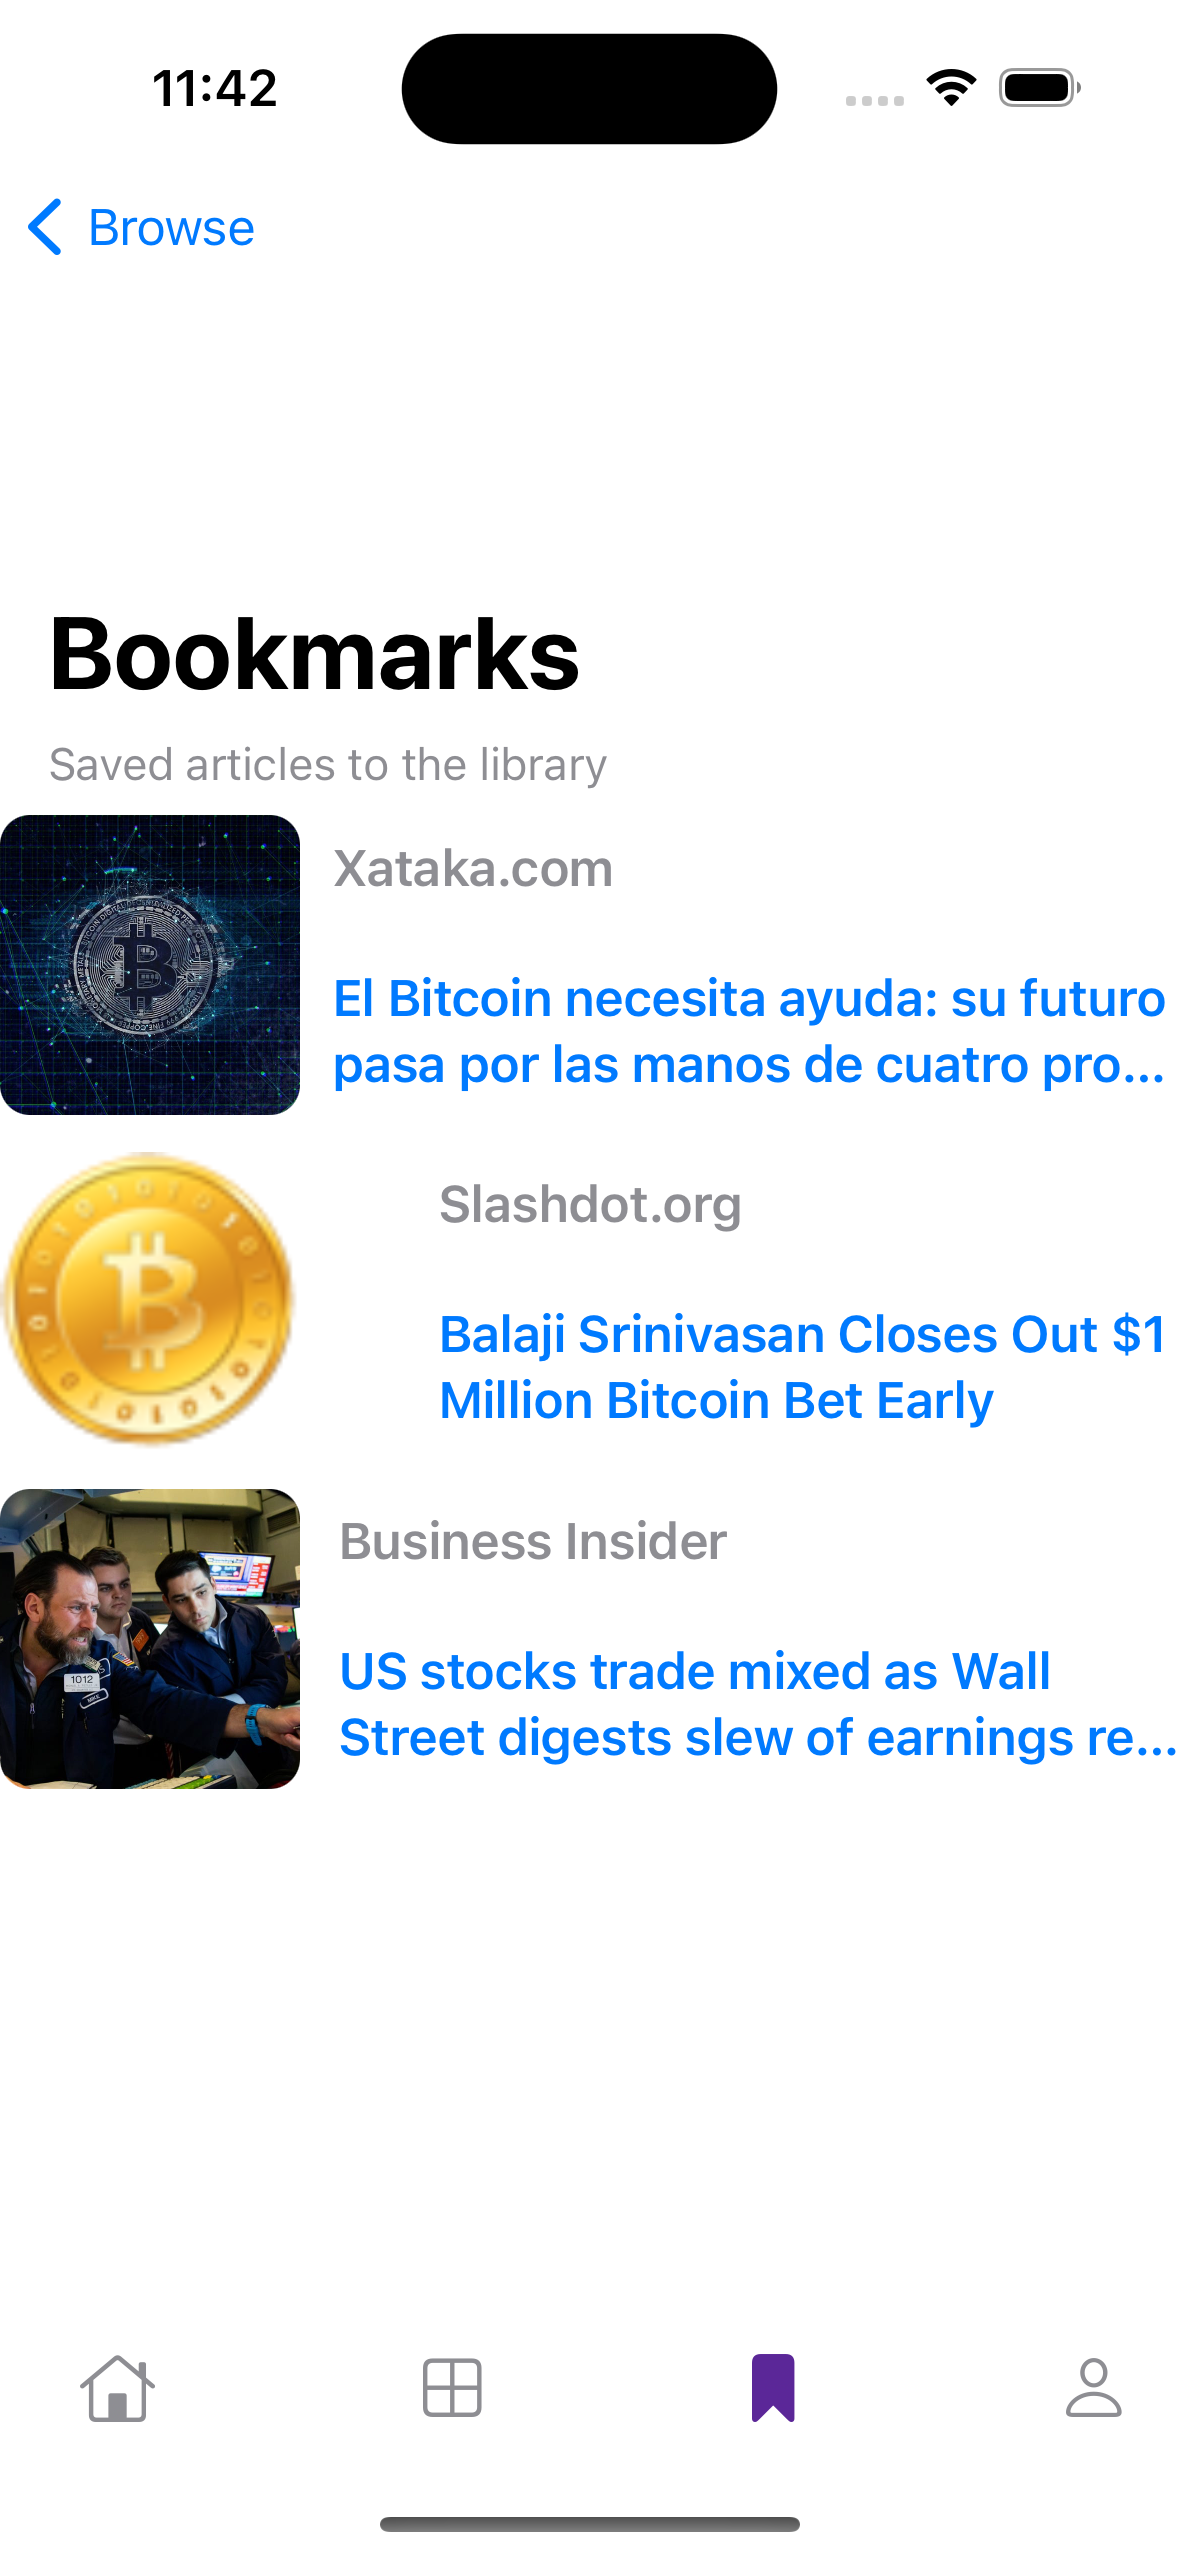 11:42
Browse
Bookmarks
Saved articles to the library
Xataka.com
El Bitcoin necesita ayuda: su futuro
pasa por las manos de cuatro pro...
Slashdot.org
Balaji Srinivasan Closes Out $1
Million Bitcoin Bet Early
Business Insider
1012
US stocks trade mixed as Wall
Street digests slew of earnings re...